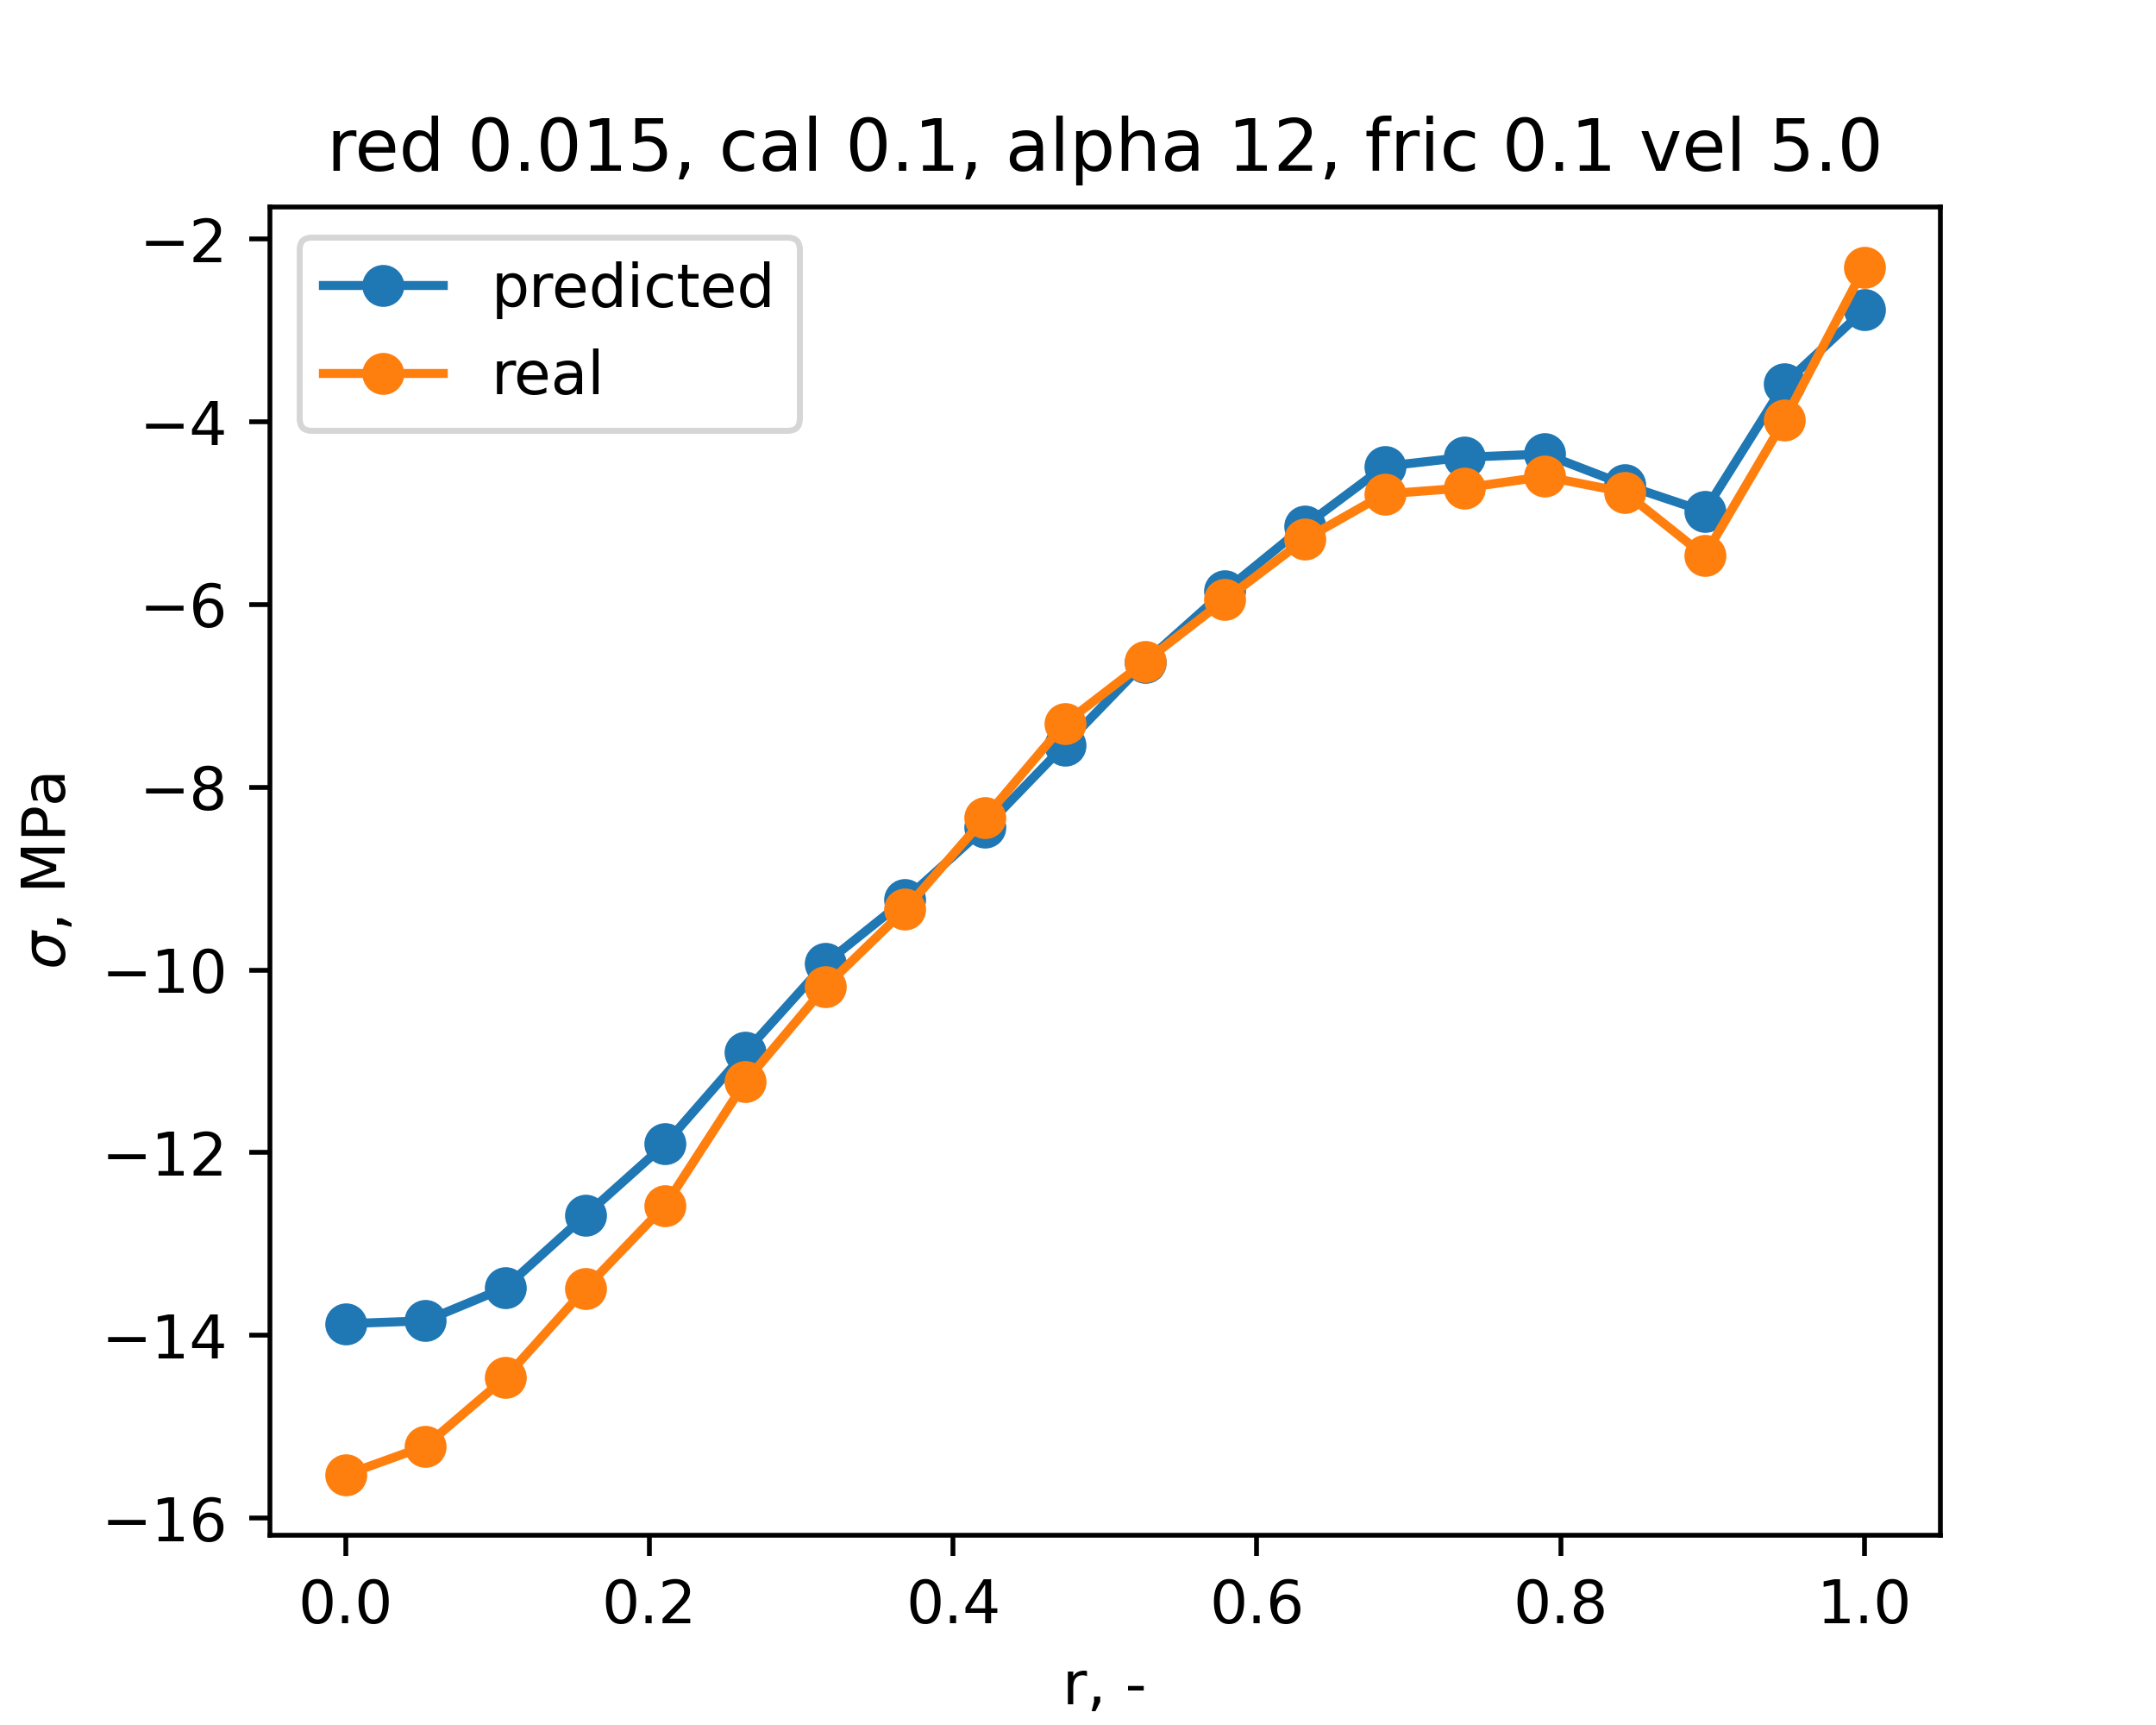 red 0.015, cal 0.1, alpha 12, fric 0.1 vel 5.0
predicted
real
−2
−4
−6
−8
−10
−12
−14
−16
σ, MPa
0.0 0.2 0.4 0.6 0.8 1.0
r, -